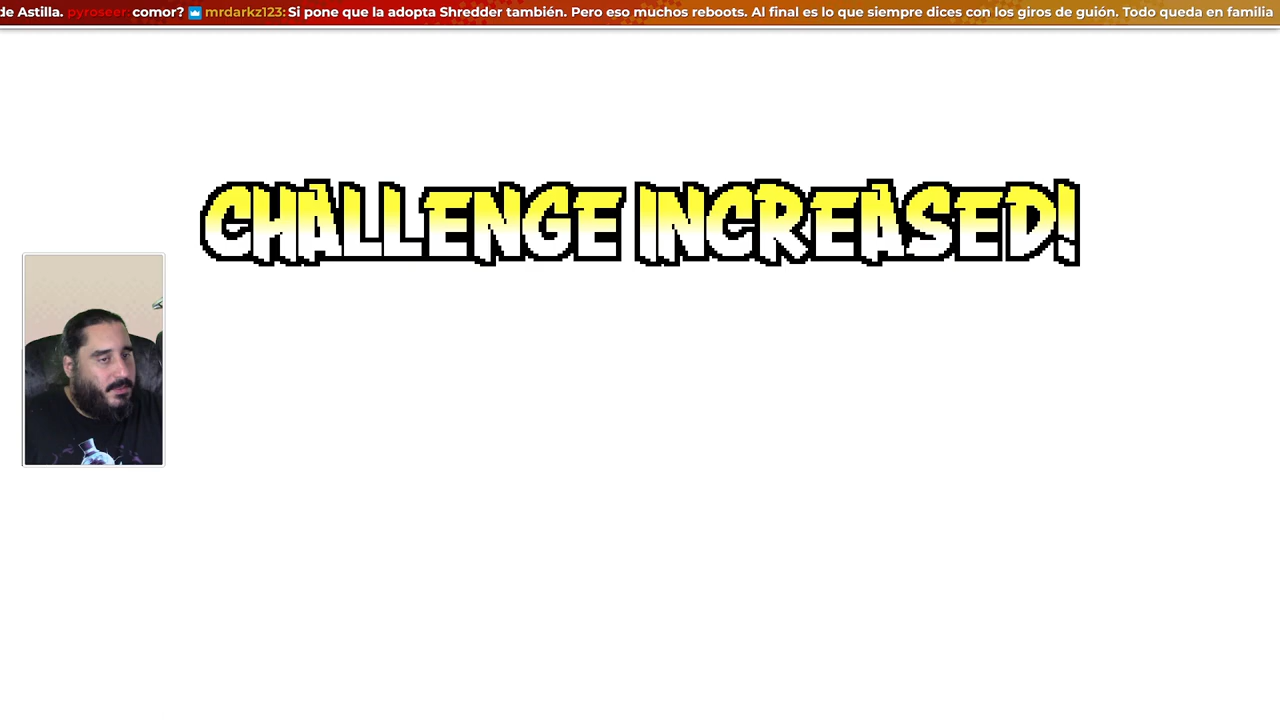 de Astilla. pyroseer: comor? mrdarkz123: Si pone que la adopta Shredder también. Pero eso muchos reboots. Al final es lo que siempre dices con los giros de guión. Todo queda en familia
CHALLENGE INCREASED!